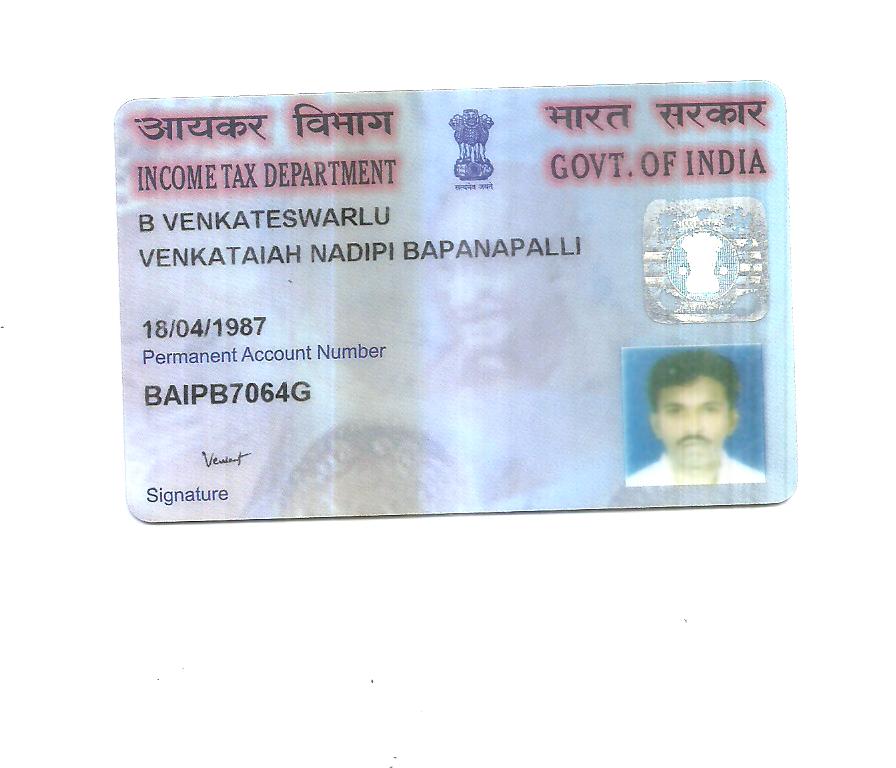 आयकर विभाग
भारत सरकार
INCOME TAX DEPARTMENT
GOVT. OF INDIA
सत्यमेव जयते
B VENKATESWARLU
VENKATAIAH NADIPI BAPANAPALLI
18/04/1987
Permanent Account Number
BAIPB7064G
Signature